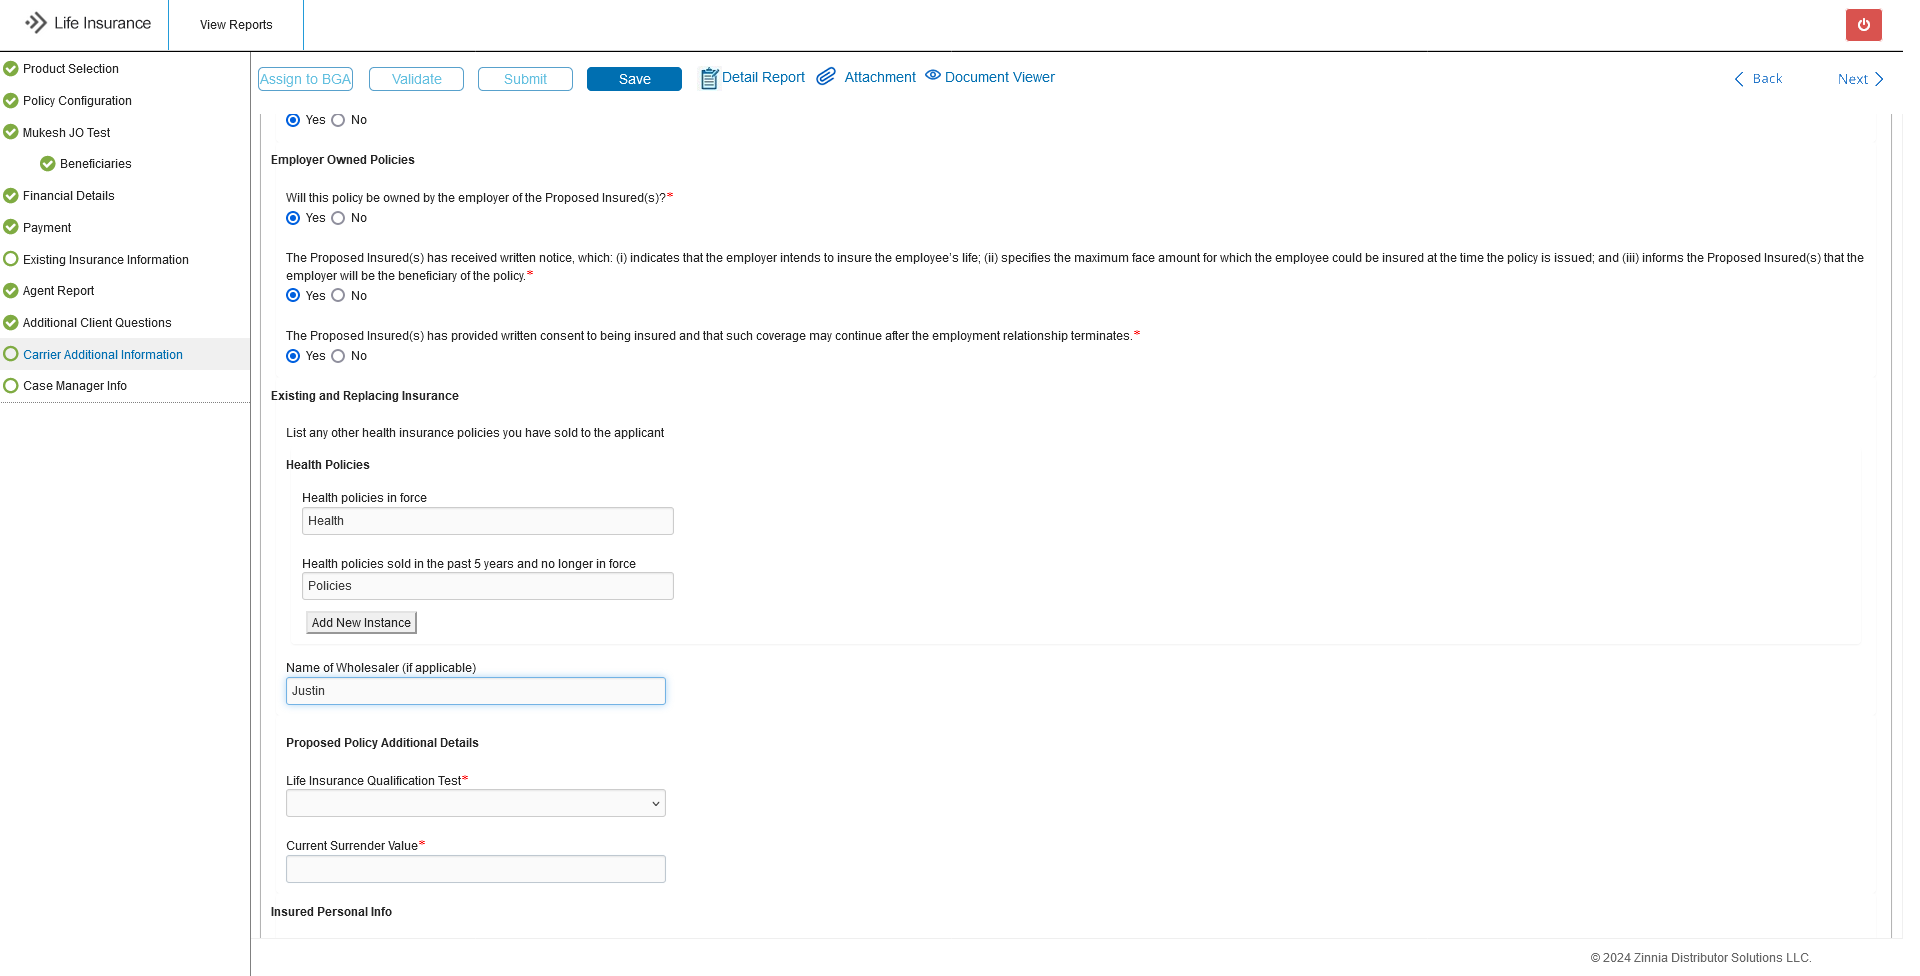 Life Insurance
View Reports
Product Selection
Policy Configuration
Mukesh JO Test
Beneficiaries
Financial Details
Payment
Existing Insurance Information
Agent Report
Additional Client Questions
Carrier Additional Information
Case Manager Info
Assign to BGA
Validate
Submit
Save
Detail Report
Attachment
Document Viewer
Back
Next
Yes No
Employer Owned Policies
Will this policy be owned by the employer of the Proposed Insured(s)?*
Yes No
The Proposed Insured(s) has received written notice, which: (i) indicates that the employer intends to insure the employee's life; (ii) specifies the maximum face amount for which the employee could be insured at the time the policy is issued; and (iii) informs the Proposed Insured(s) that the
employer will be the beneficiary of the policy.*
Yes No
The Proposed Insured(s) has provided written consent to being insured and that such coverage may continue after the employment relationship terminates.*
Yes No
Existing and Replacing Insurance
List any other health insurance policies you have sold to the applicant
Health Policies
Health policies in force
Health
Health policies sold in the past 5 years and no longer in force
Policies
Add New Instance
Name of Wholesaler (if applicable)
Justin
Proposed Policy Additional Details
Life Insurance Qualification Test*
Current Surrender Value*
Insured Personal Info
© 2024 Zinnia Distributor Solutions LLC.